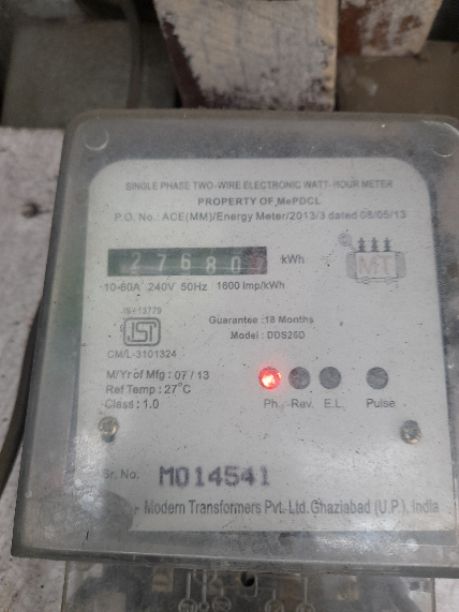 SINGLE PHASE TWO-WIRE ELECTRONIC WATT-HOUR METER
PROPERTY OF MePDCL
P.O. No.: ACE(MM)/Energy Meter/2013/3 dated 08/05/13
27680 kWh
MT
10-60A 240V 50Hz 1600 Imp/kWh
IS:13779
Guarantee :18 Months
Model : DDS26D
CM/L-3101324
M/Yr of Mfg : 07 / 13
Ref Temp : 27°C
Class : 1.0
Ph. Rev. E.L. Pulse
Sr. No. M014541
- Modern Transformers Pvt. Ltd. Ghaziabad (U.P.), India